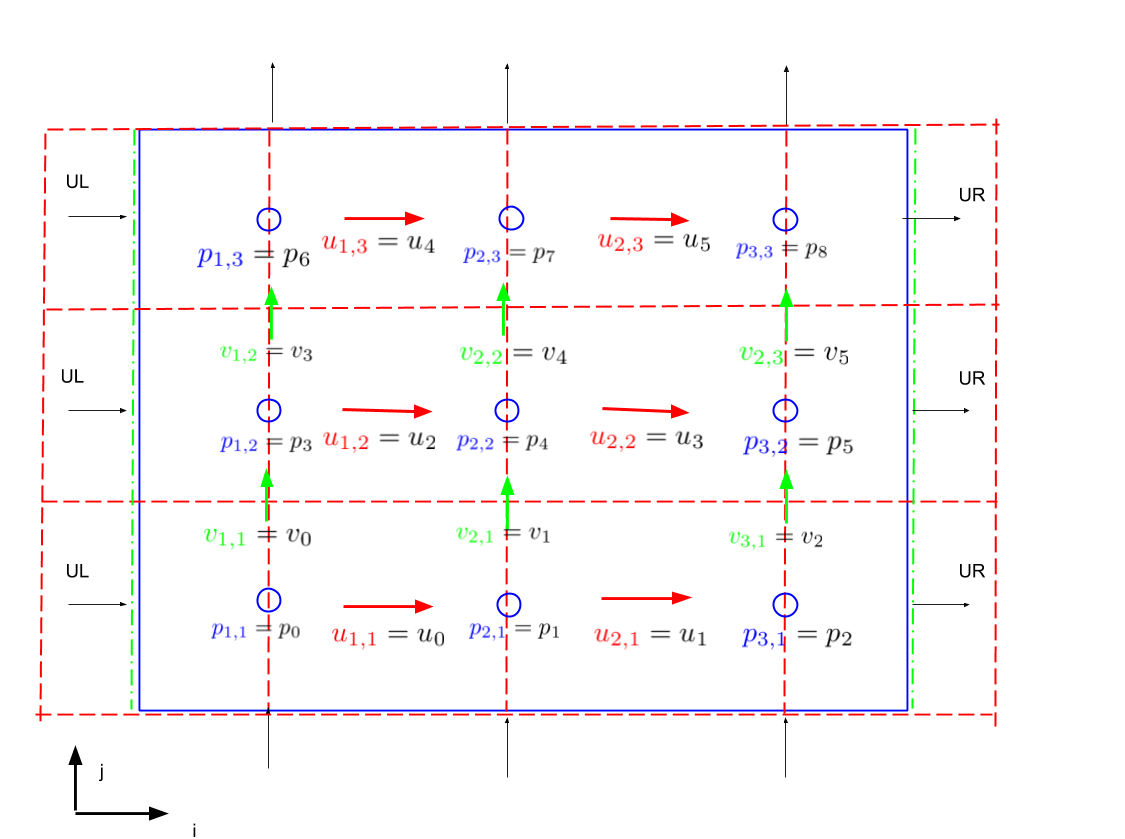 UL
UR
p_{1,3} = p_6
u_{1,3} = u_4
p_{2,3} = p_7
u_{2,3} = u_5
p_{3,3} = p_8
v_{1,2} = v_3
v_{2,2} = v_4
v_{2,3} = v_5
UL
UR
p_{1,2} = p_3
u_{1,2} = u_2
p_{2,2} = p_4
u_{2,2} = u_3
p_{3,2} = p_5
v_{1,1} = v_0
v_{2,1} = v_1
v_{3,1} = v_2
UL
UR
p_{1,1} = p_0
u_{1,1} = u_0
p_{2,1} = p_1
u_{2,1} = u_1
p_{3,1} = p_2
j
i